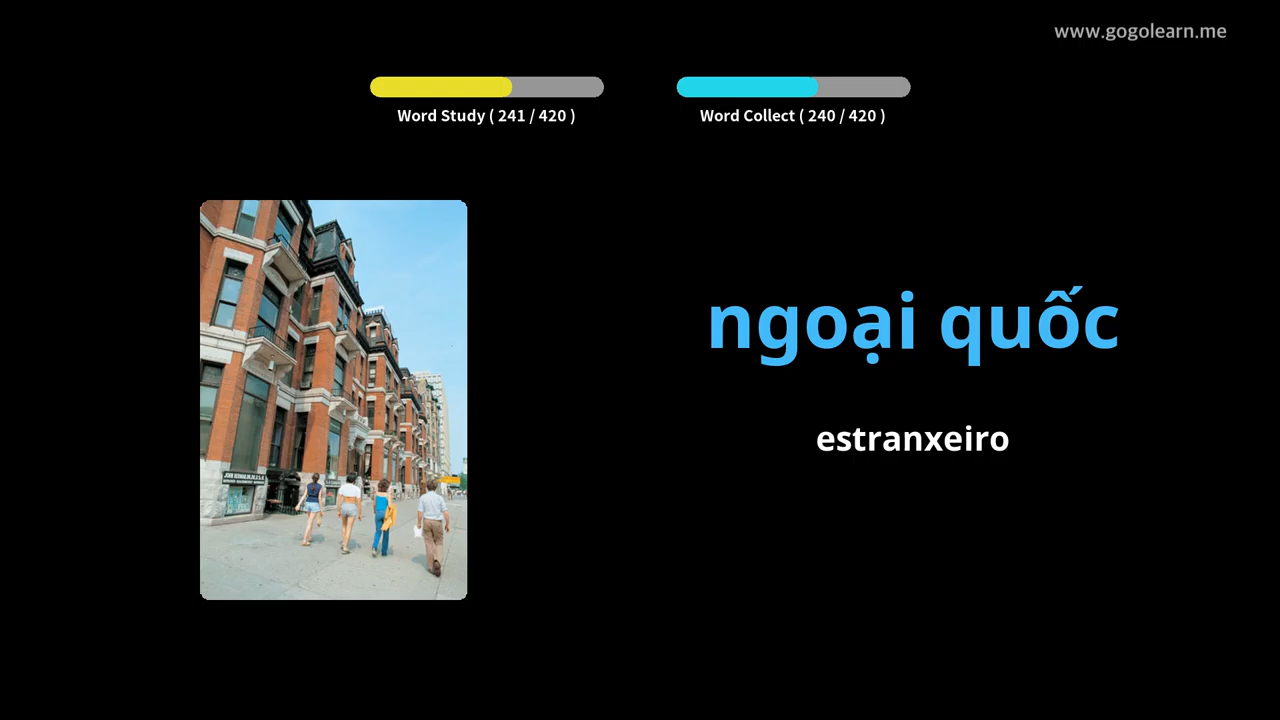 www.gogolearn.me
Word Study ( 241 / 420 )
Word Collect ( 240 / 420 )
ngoại quốc
estranxeiro